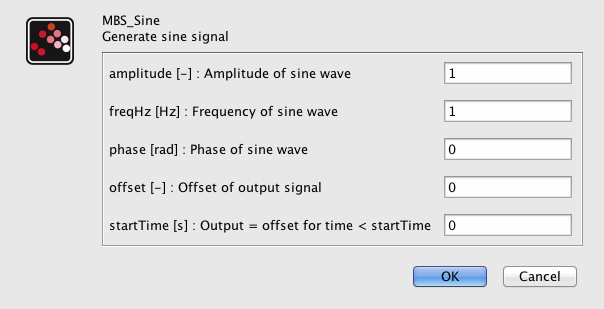 MBS_Sine
Generate sine signal
amplitude [-] : Amplitude of sine wave 1
freqHz [Hz] : Frequency of sine wave 1
phase [rad] : Phase of sine wave 0
offset [-] : Offset of output signal 0
startTime [s] : Output = offset for time < startTime 0
OK Cancel